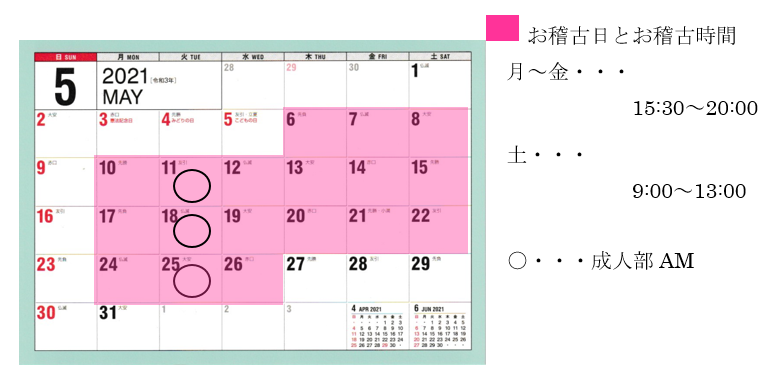 お稽古日とお稽古時間
月～金・・・
15:30～20:00
土・・・
9:00～13:00
〇・・・成人部 AM
日 SUN 月 MON 火 TUE 水 WED 木 THU 金 FRI 土 SAT
5
2021 [令和3年]
MAY
28 29 30 1 仏滅
2 大安 3 赤口 憲法記念日 4 先勝 みどりの日 5 友引・立夏 こどもの日 6 先負 7 仏滅 8 大安
9 赤口 10 先勝 11 友引 12 仏滅 13 大安 14 赤口 15 先勝
16 友引 17 先負 18 仏滅 19 大安 20 赤口 21 先勝・小満 22 友引
23 先負 24 仏滅 25 大安 26 赤口 27 先勝 28 友引 29 先負
30 仏滅 31 大安 1 2 3
4 APR 2021
6 JUN 2021